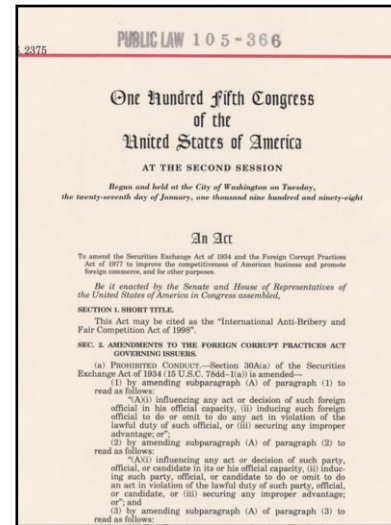 PUBLIC LAW 105-366
. 2375
One Hundred Fifth Congress
of the
United States of America
AT THE SECOND SESSION
Begun and held at the City of Washington on Tuesday,
the twenty-seventh day of January, one thousand nine hundred and ninety-eight
An Act
To amend the Securities Exchange Act of 1934 and the Foreign Corrupt Practices
Act of 1977 to improve the competitiveness of American business and promote
foreign commerce, and for other purposes.
Be it enacted by the Senate and House of Representatives of
the United States of America in Congress assembled,
SECTION 1. SHORT TITLE.
This Act may be cited as the “International Anti-Bribery and
Fair Competition Act of 1998”.
SEC. 2. AMENDMENTS TO THE FOREIGN CORRUPT PRACTICES ACT
GOVERNING ISSUERS.
(a) PROHIBITED CONDUCT.—Section 30A(a) of the Securities
Exchange Act of 1934 (15 U.S.C. 78dd–1(a)) is amended—
(1) by amending subparagraph (A) of paragraph (1) to
read as follows:
“(A)(i) influencing any act or decision of such foreign
official in his official capacity, (ii) inducing such foreign
official to do or omit to do any act in violation of the
lawful duty of such official, or (iii) securing any improper
advantage; or”;
(2) by amending subparagraph (A) of paragraph (2) to
read as follows:
“(A)(i) influencing any act or decision of such party,
official, or candidate in its or his official capacity, (ii) induc-
ing such party, official, or candidate to do or omit to do
an act in violation of the lawful duty of such party, official,
or candidate, or (iii) securing any improper advantage;
or”; and
(3) by amending subparagraph (A) of paragraph (3) to
read as follows: